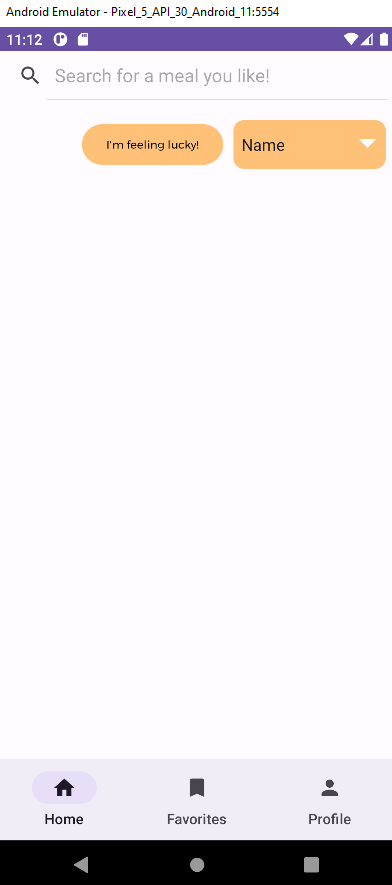 Android Emulator - Pixel_5_API_30_Android_11:5554
11:12
Search for a meal you like!
I'm feeling lucky! Name
Home Favorites Profile